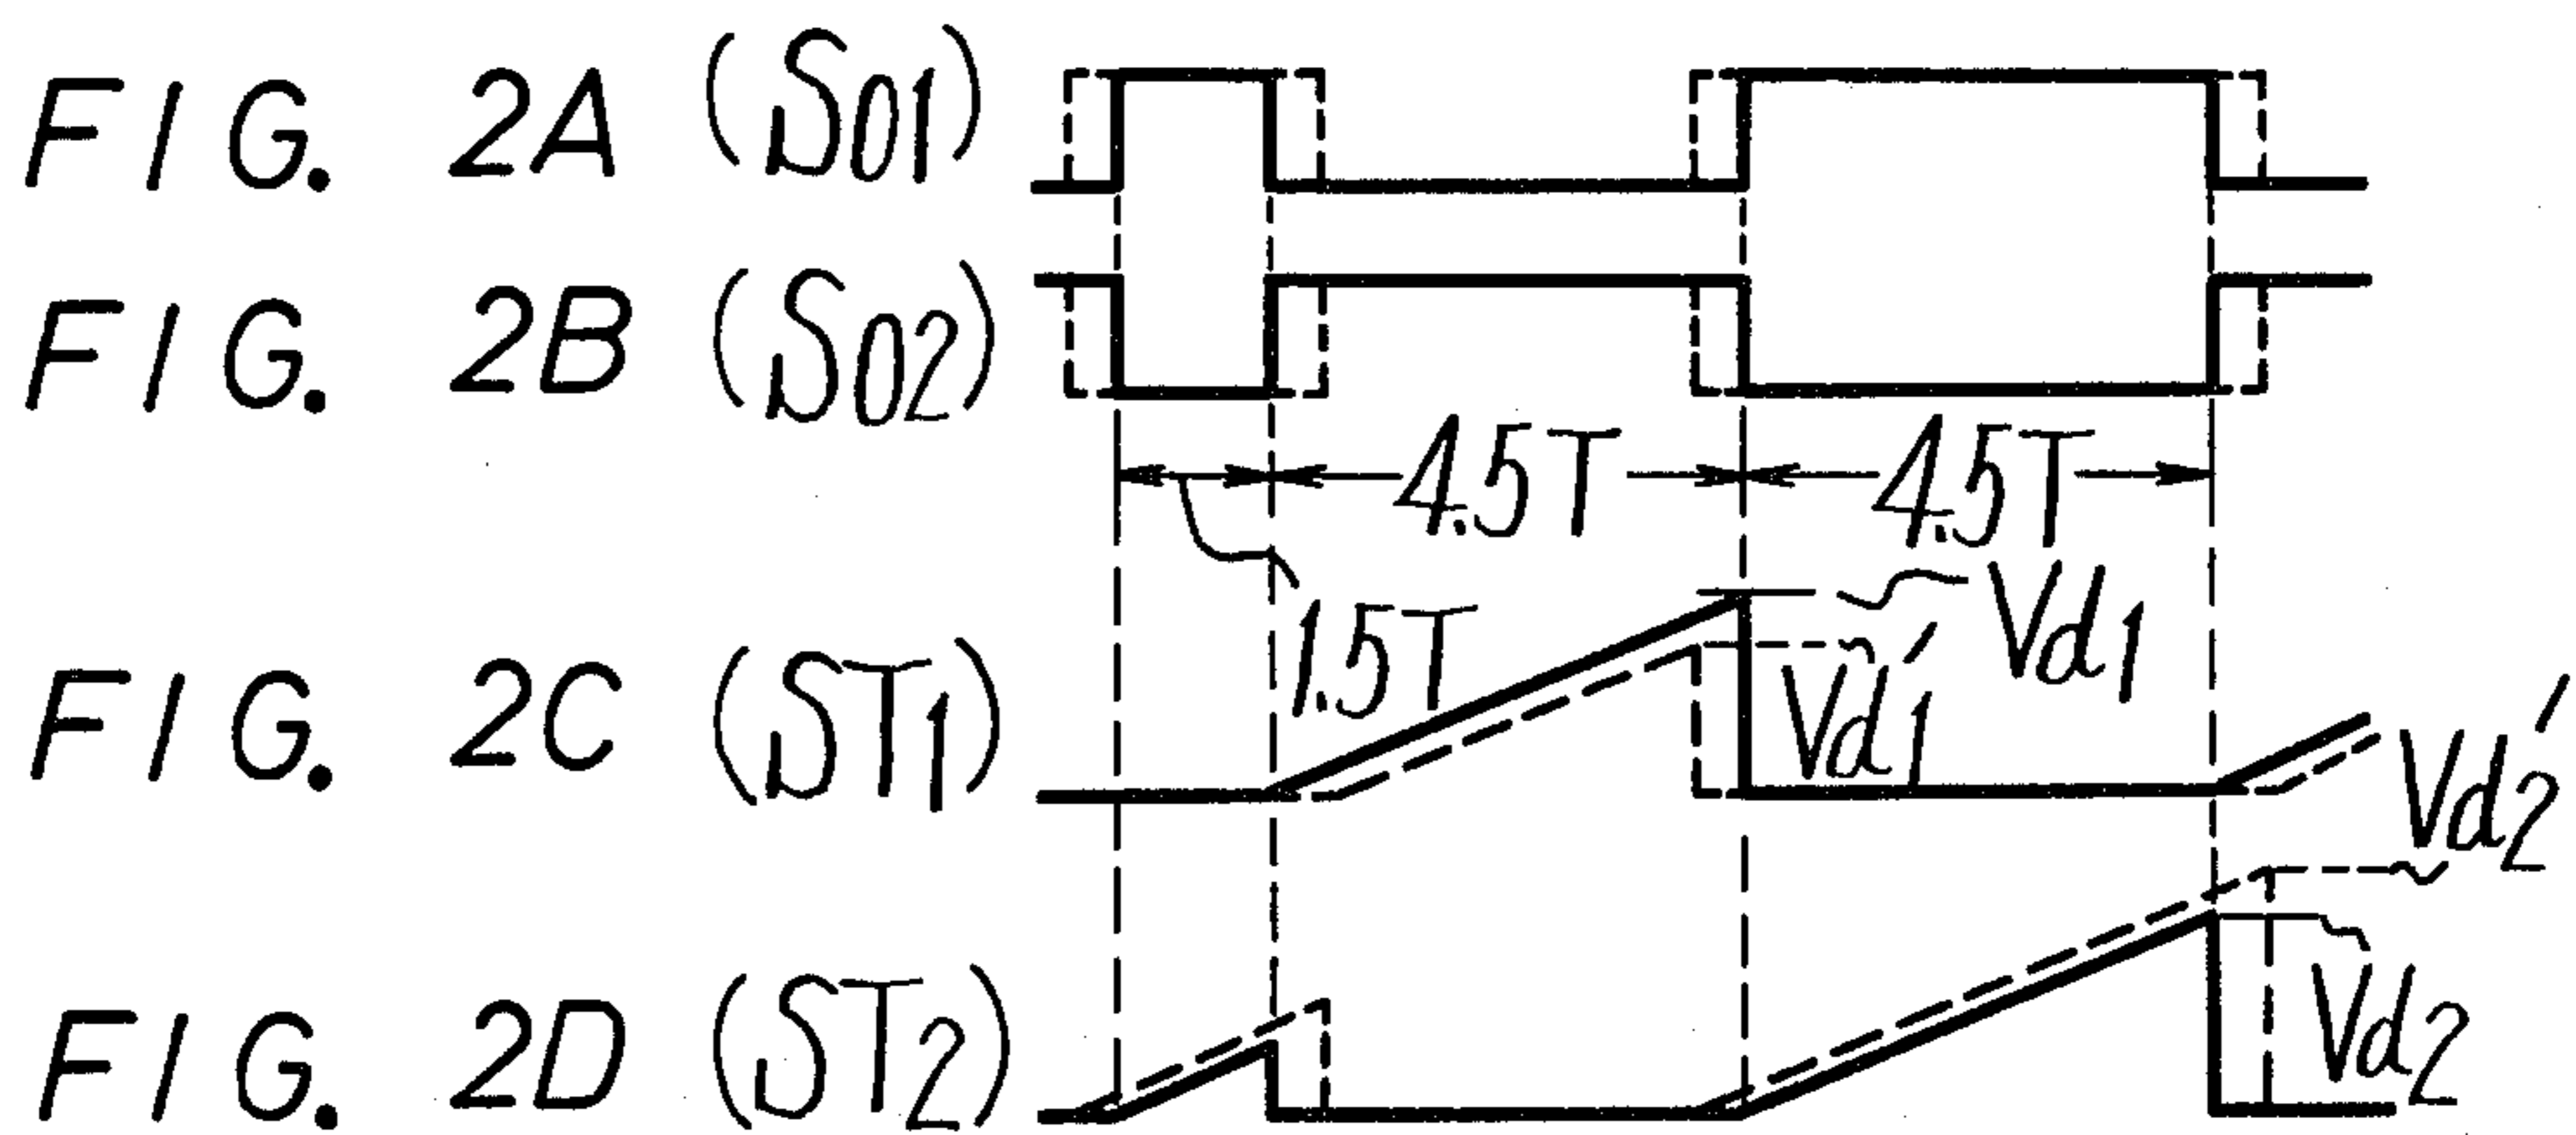 FIG. 2A (S01)
FIG. 2B (S02)
4.5T 4.5T
1.5T
Vd1
FIG. 2C (ST1)
Vd1'
Vd2'
FIG. 2D (ST2)
Vd2